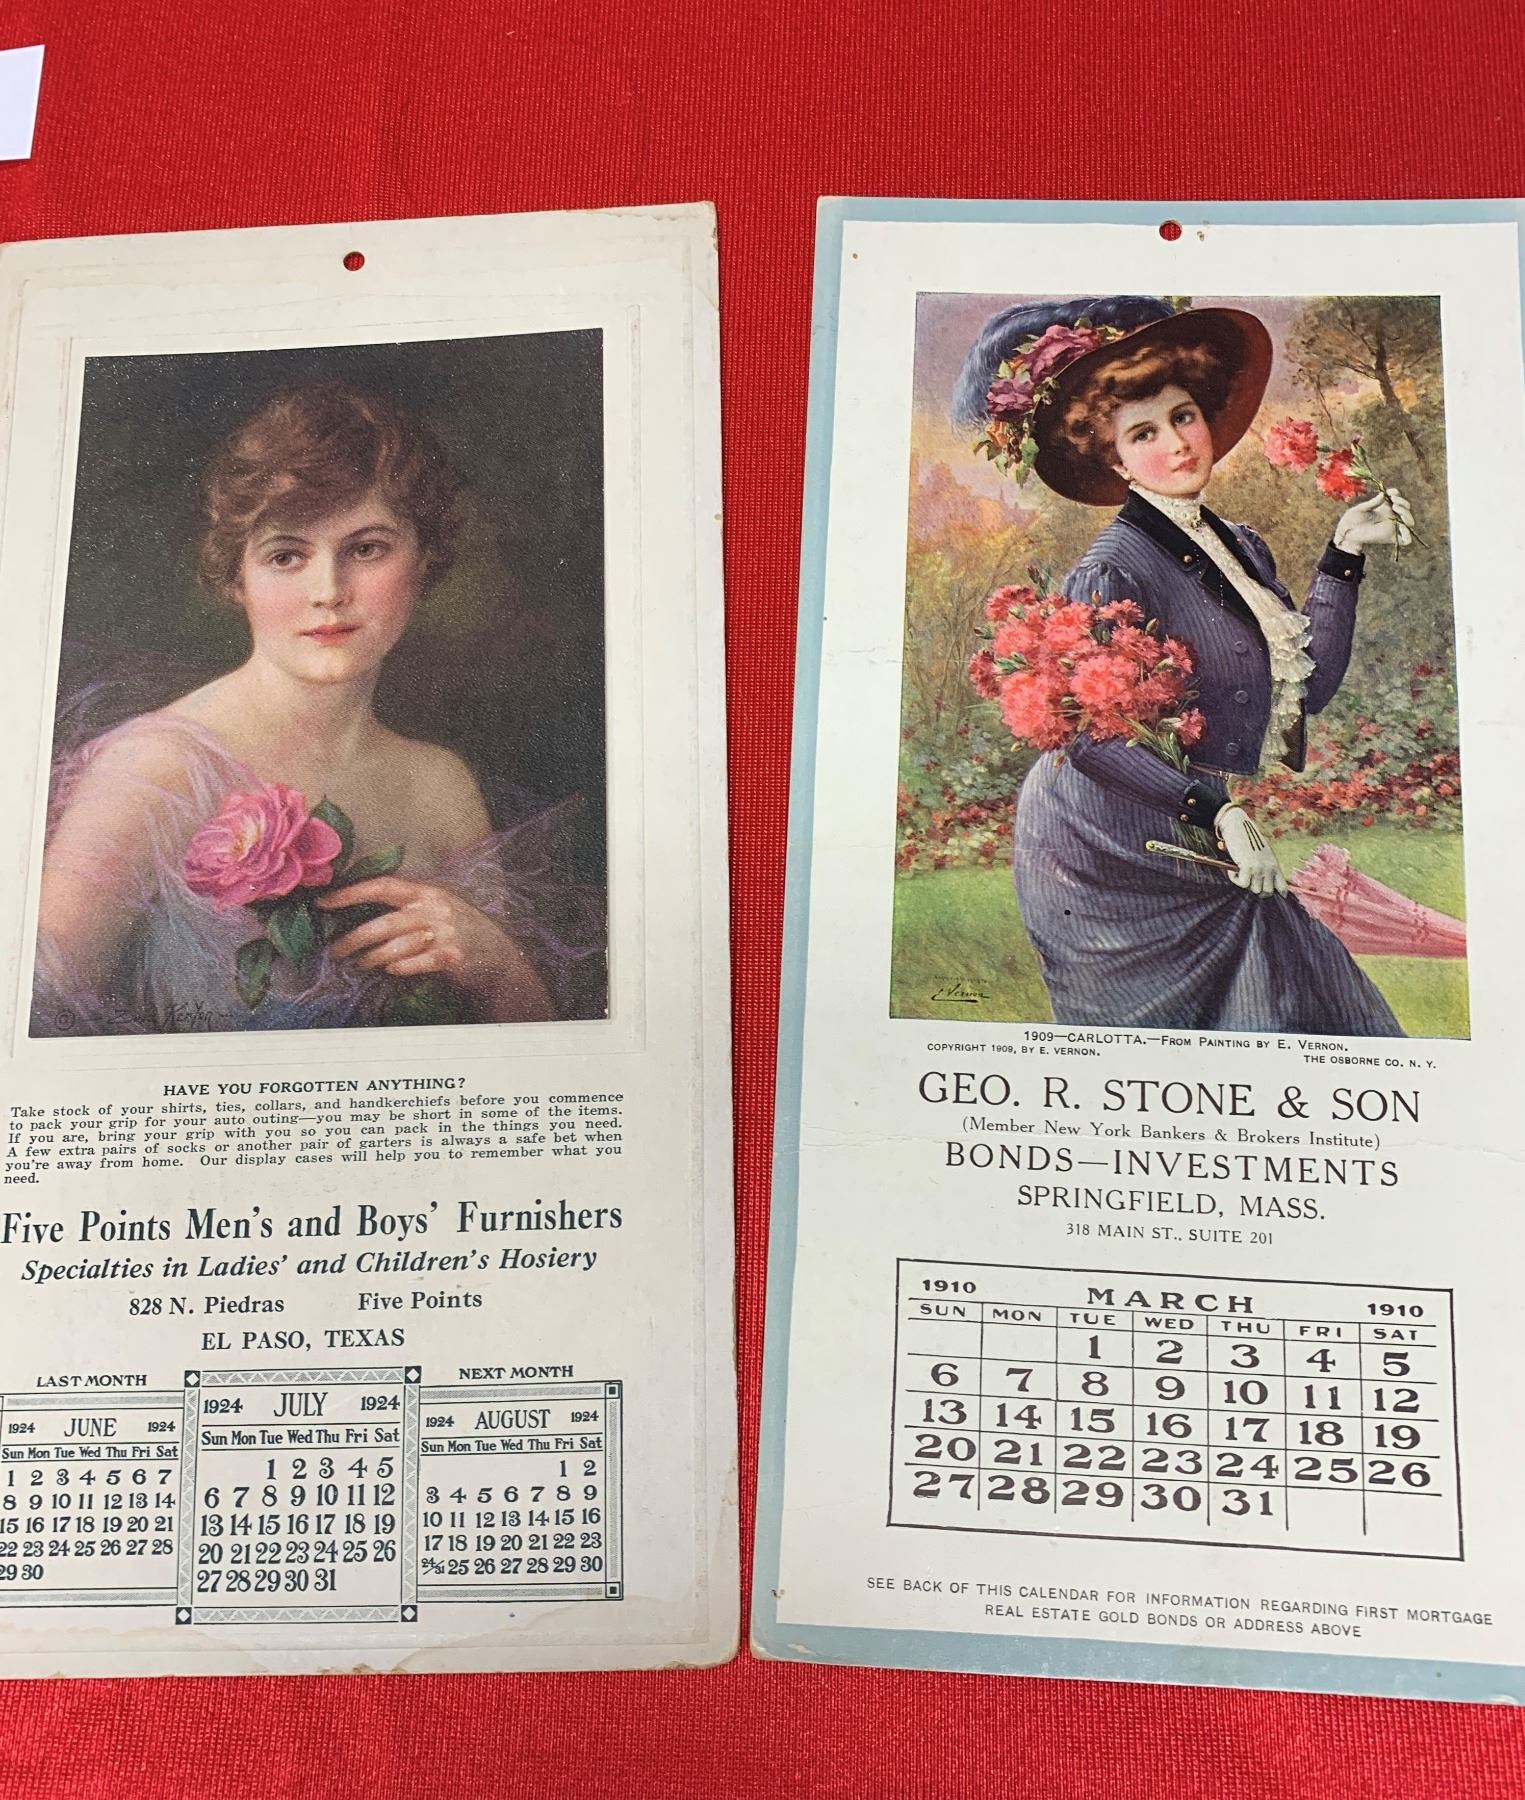 Zula Kenyon
HAVE YOU FORGOTTEN ANYTHING?
Take stock of your shirts, ties, collars, and handkerchiefs before you commence
to pack your grip for your auto outing—you may be short in some of the items.
If you are, bring your grip with you so you can pack in the things you need.
A few extra pairs of socks or another pair of garters is always a safe bet when
you're away from home. Our display cases will help you to remember what you
need.
Five Points Men's and Boys' Furnishers
Specialties in Ladies' and Children's Hosiery
828 N. Piedras Five Points
EL PASO, TEXAS
LAST MONTH
1924 JUNE 1924
Sun Mon Tue Wed Thu Fri Sat
1 2 3 4 5 6 7
8 9 10 11 12 13 14
15 16 17 18 19 20 21
22 23 24 25 26 27 28
29 30
1924 JULY 1924
Sun Mon Tue Wed Thu Fri Sat
1 2 3 4 5
6 7 8 9 10 11 12
13 14 15 16 17 18 19
20 21 22 23 24 25 26
27 28 29 30 31
NEXT MONTH
1924 AUGUST 1924
Sun Mon Tue Wed Thu Fri Sat
1 2
3 4 5 6 7 8 9
10 11 12 13 14 15 16
17 18 19 20 21 22 23
24/31 25 26 27 28 29 30
E Vernon
1909—CARLOTTA.—FROM PAINTING BY E. VERNON.
COPYRIGHT 1909, BY E. VERNON. THE OSBORNE CO. N. Y.
GEO. R. STONE & SON
(Member New York Bankers & Brokers Institute)
BONDS—INVESTMENTS
SPRINGFIELD, MASS.
318 MAIN ST., SUITE 201
1910 MARCH 1910
SUN MON TUE WED THU FRI SAT
1 2 3 4 5
6 7 8 9 10 11 12
13 14 15 16 17 18 19
20 21 22 23 24 25 26
27 28 29 30 31
SEE BACK OF THIS CALENDAR FOR INFORMATION REGARDING FIRST MORTGAGE
REAL ESTATE GOLD BONDS OR ADDRESS ABOVE